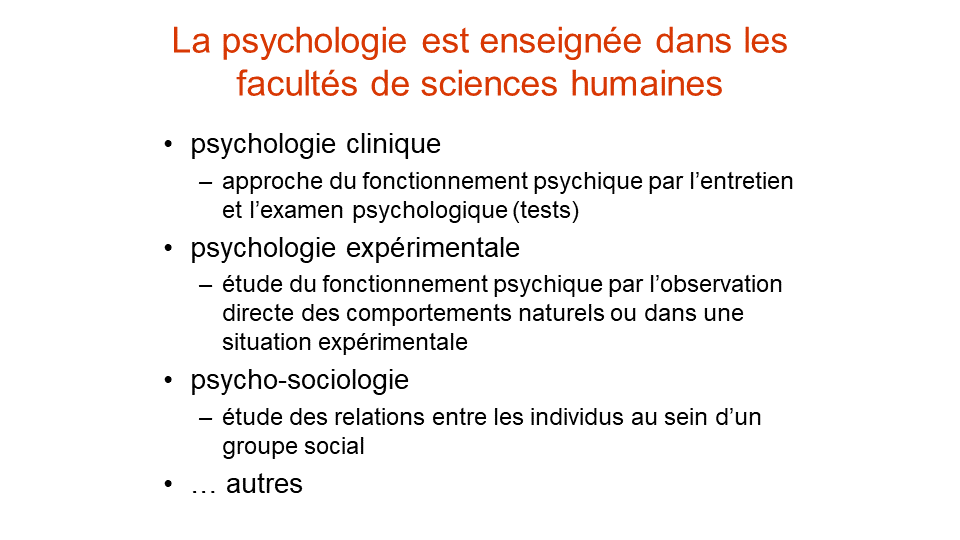 La psychologie est enseignée dans les
facultés de sciences humaines
• psychologie clinique
– approche du fonctionnement psychique par l’entretien
et l’examen psychologique (tests)
• psychologie expérimentale
– étude du fonctionnement psychique par l’observation
directe des comportements naturels ou dans une
situation expérimentale
• psycho-sociologie
– étude des relations entre les individus au sein d’un
groupe social
• … autres